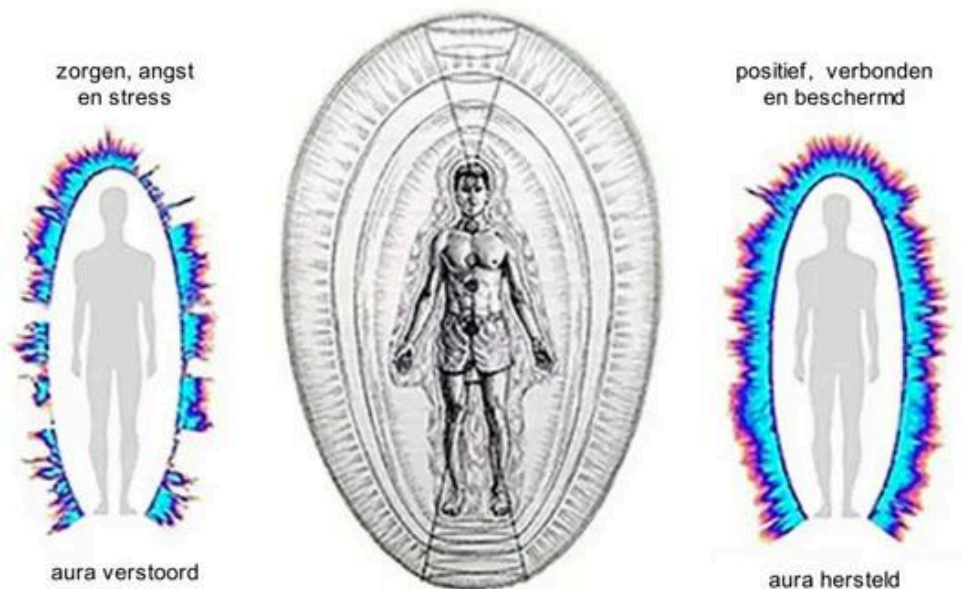 zorgen, angst
en stress
aura verstoord
positief, verbonden
en beschermd
aura hersteld